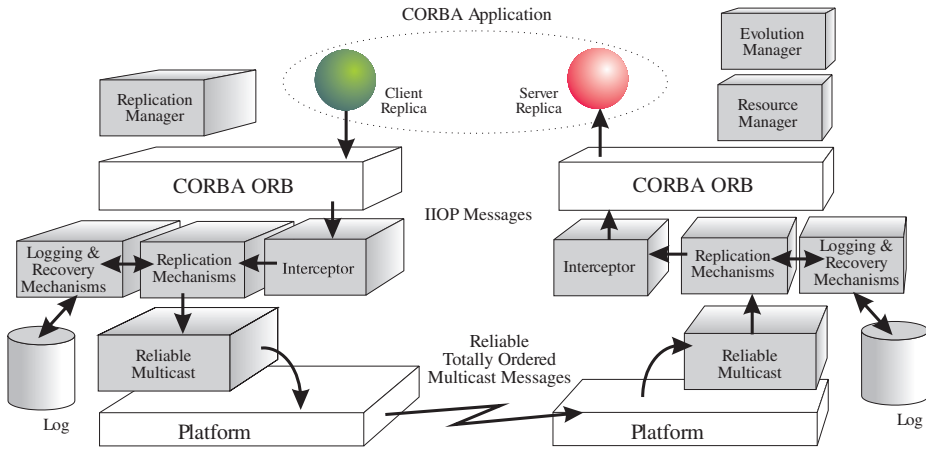 CORBA Application
Evolution
Manager
Replication
Manager
Client
Replica
Server
Replica
Resource
Manager
CORBA ORB
CORBA ORB
IIOP Messages
Logging &
Recovery
Mechanisms
Replication
Mechanisms
Interceptor
Interceptor
Replication
Mechanisms
Logging &
Recovery
Mechanisms
Reliable
Multicast
Reliable
Totally Ordered
Multicast Messages
Reliable
Multicast
Log
Platform
Platform
Log